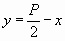 y = P/2 − x